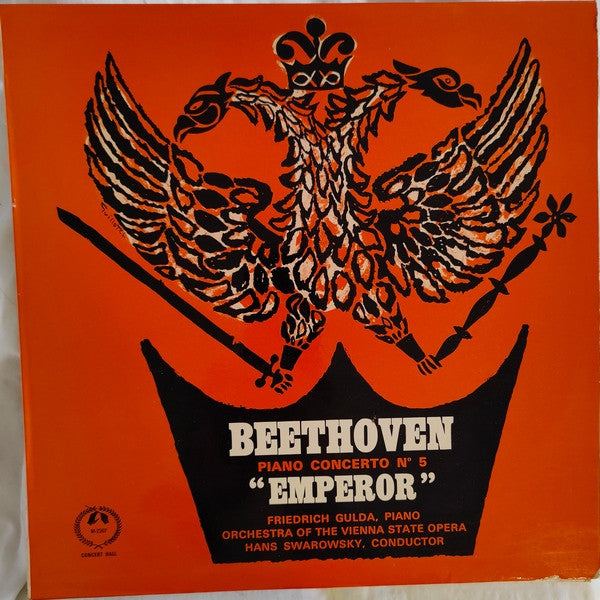 BEETHOVEN
PIANO CONCERTO N° 5
“EMPEROR”
FRIEDRICH GULDA, PIANO
ORCHESTRA OF THE VIENNA STATE OPERA
HANS SWAROWSKY, CONDUCTOR
CONCERT HALL